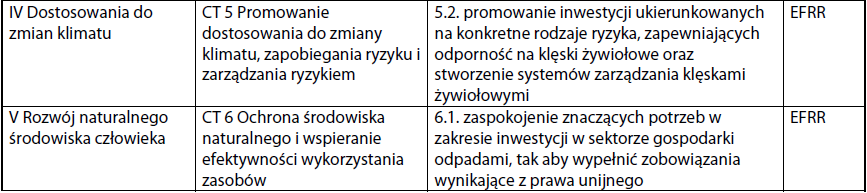 IV Dostosowania do
zmian klimatu
CT 5 Promowanie
dostosowania do zmiany
klimatu, zapobiegania ryzyku i
zarządzania ryzykiem
5.2. promowanie inwestycji ukierunkowanych
na konkretne rodzaje ryzyka, zapewniających
odporność na klęski żywiołowe oraz
stworzenie systemów zarządzania klęskami
żywiołowymi
EFRR
V Rozwój naturalnego
środowiska człowieka
CT 6 Ochrona środowiska
naturalnego i wspieranie
efektywności wykorzystania
zasobów
6.1. zaspokojenie znaczących potrzeb w
zakresie inwestycji w sektorze gospodarki
odpadami, tak aby wypełnić zobowiązania
wynikające z prawa unijnego
EFRR